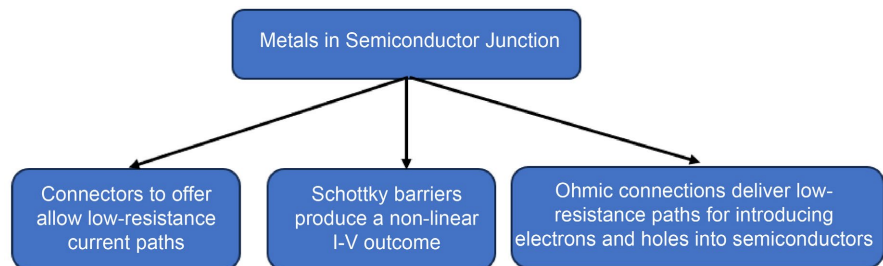 Metals in Semiconductor Junction
Connectors to offer
allow low-resistance
current paths
Schottky barriers
produce a non-linear
I-V outcome
Ohmic connections deliver low-
resistance paths for introducing
electrons and holes into semiconductors